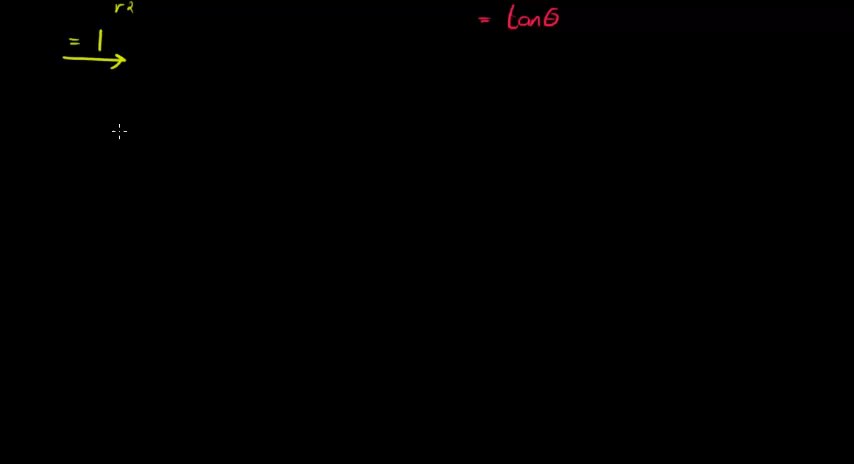 r2
= 1
= tanθ